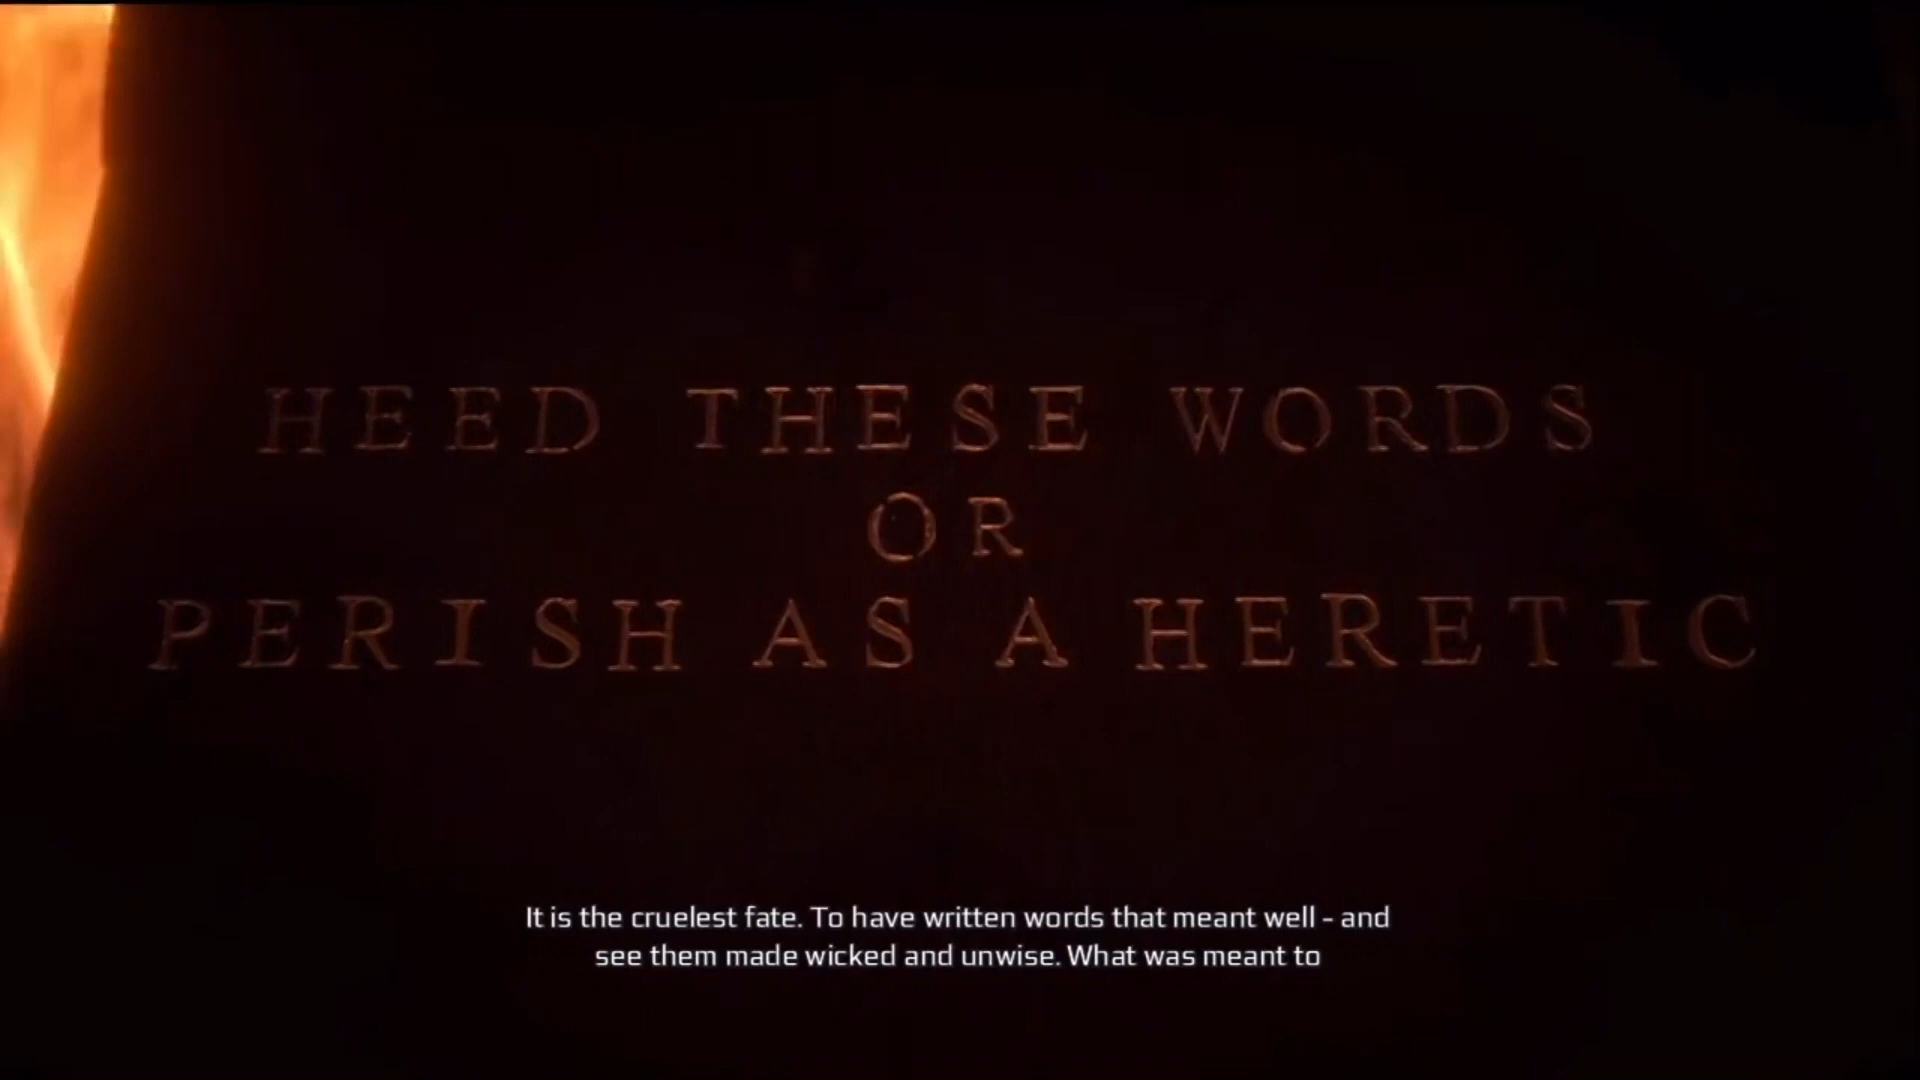 HEED THESE WORDS
OR
PERISH AS A HERETIC
It is the cruelest fate. To have written words that meant well - and
see them made wicked and unwise. What was meant to